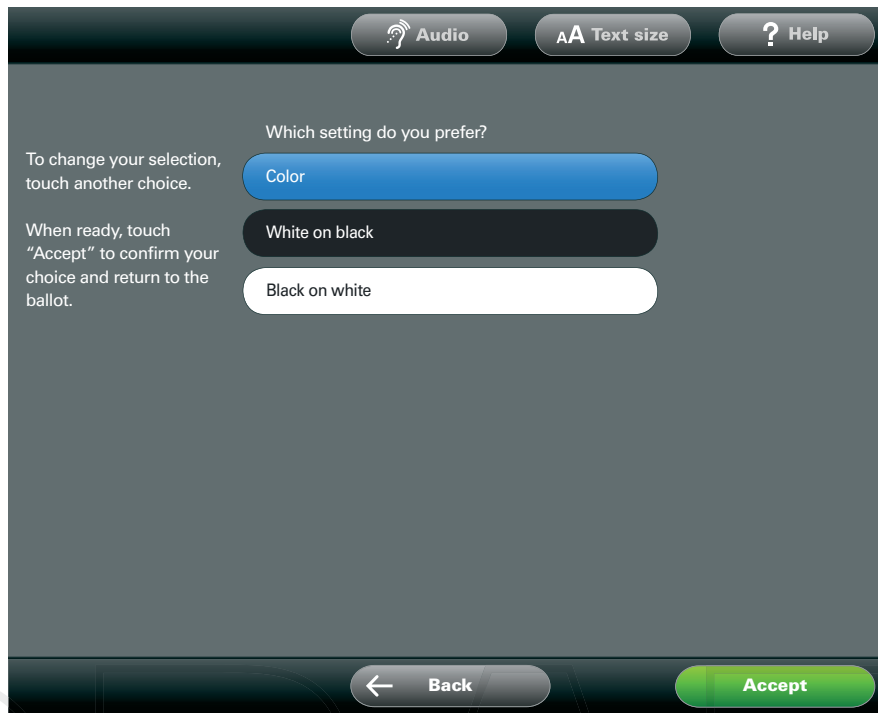 Audio
AA Text size
? Help
Which setting do you prefer?
To change your selection,
touch another choice.
When ready, touch
“Accept” to confirm your
choice and return to the
ballot.
Color
White on black
Black on white
Back
Accept